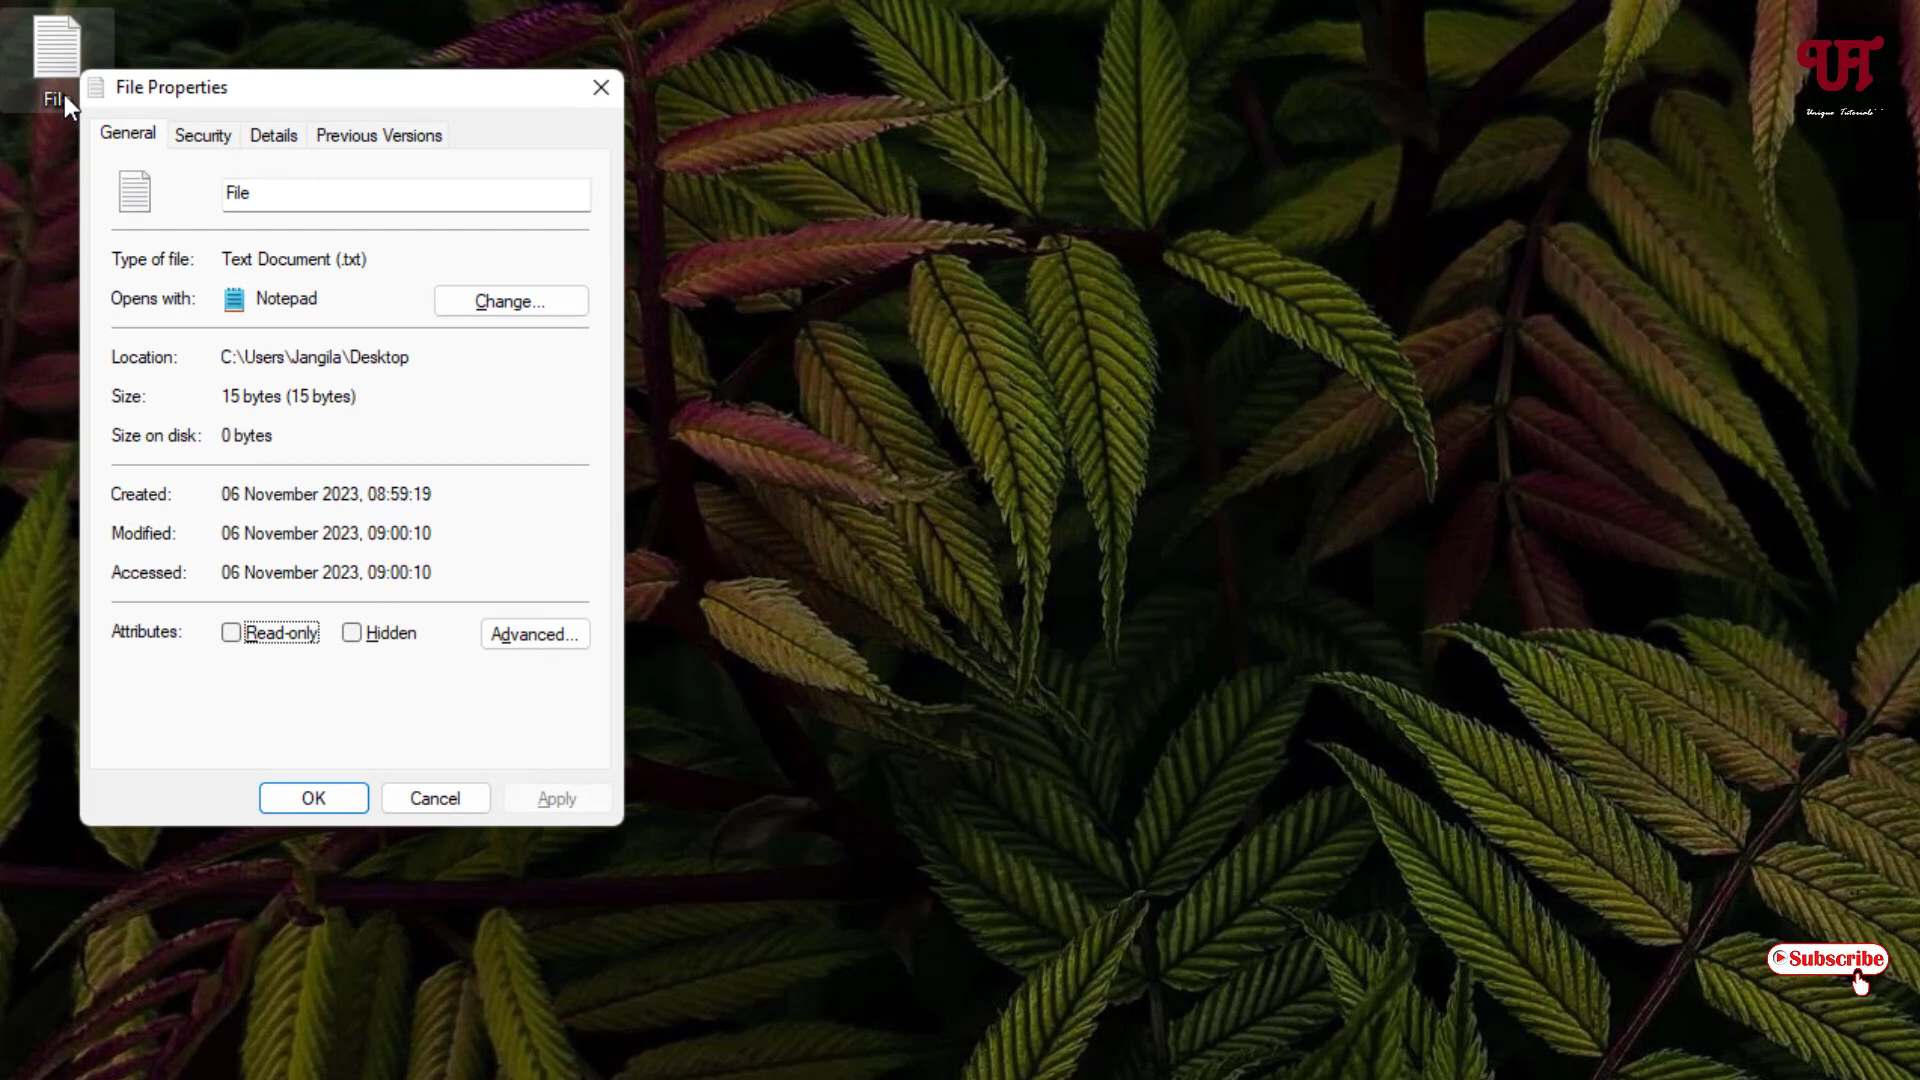 File Properties
General Security Details Previous Versions
File
Type of file: Text Document (.txt)
Opens with: Notepad Change...
Location: C:\Users\Jangila\Desktop
Size: 15 bytes (15 bytes)
Size on disk: 0 bytes
Created: 06 November 2023, 08:59:19
Modified: 06 November 2023, 09:00:10
Accessed: 06 November 2023, 09:00:10
Attributes: Read-only Hidden Advanced...
OK Cancel Apply
UT
Unique Tutorials
Subscribe